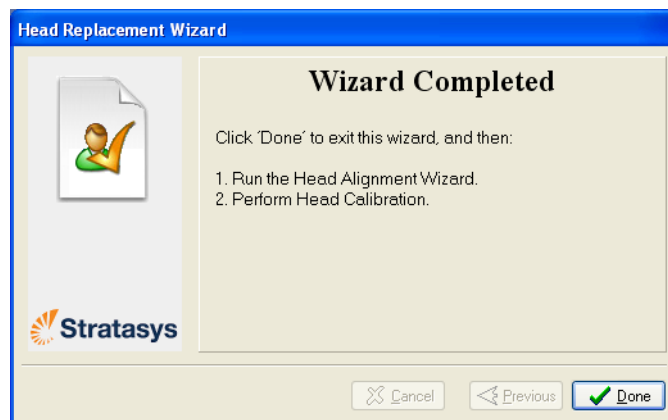 Head Replacement Wizard
Wizard Completed
Click ´Done´ to exit this wizard, and then:
1. Run the Head Alignment Wizard.
2. Perform Head Calibration.
Stratasys
Cancel
Previous
Done